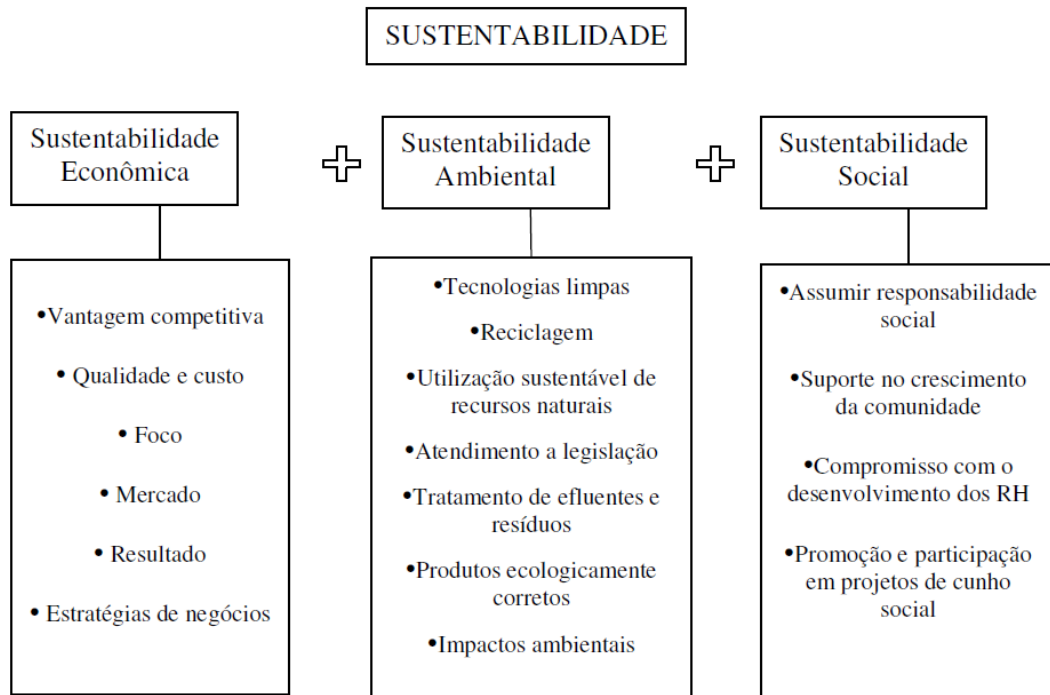 SUSTENTABILIDADE
Sustentabilidade
Econômica
Sustentabilidade
Ambiental
Sustentabilidade
Social
•Vantagem competitiva
• Qualidade e custo
• Foco
• Mercado
• Resultado
• Estratégias de negócios
•Tecnologias limpas
•Reciclagem
•Utilização sustentável de
recursos naturais
•Atendimento a legislação
•Tratamento de efluentes e
resíduos
•Produtos ecologicamente
corretos
•Impactos ambientais
•Assumir responsabilidade
social
•Suporte no crescimento
da comunidade
•Compromisso com o
desenvolvimento dos RH
•Promoção e participação
em projetos de cunho
social